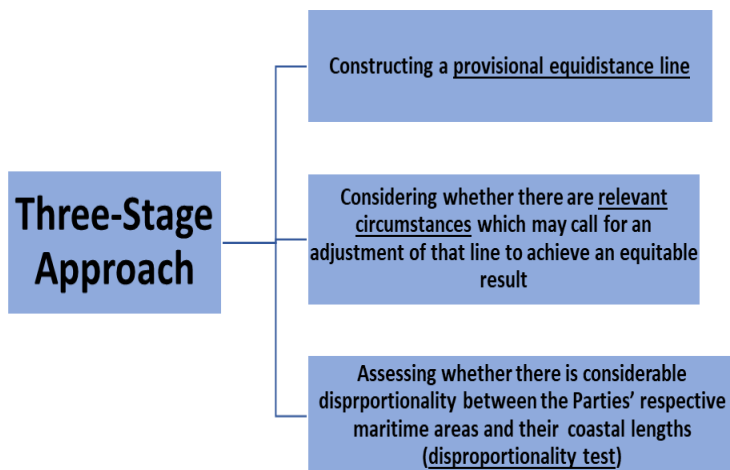 Three-Stage
Approach
Constructing a provisional equidistance line
Considering whether there are relevant
circumstances which may call for an
adjustment of that line to achieve an equitable
result
Assessing whether there is considerable
disprportionality between the Parties' respective
maritime areas and their coastal lengths
(disproportionality test)